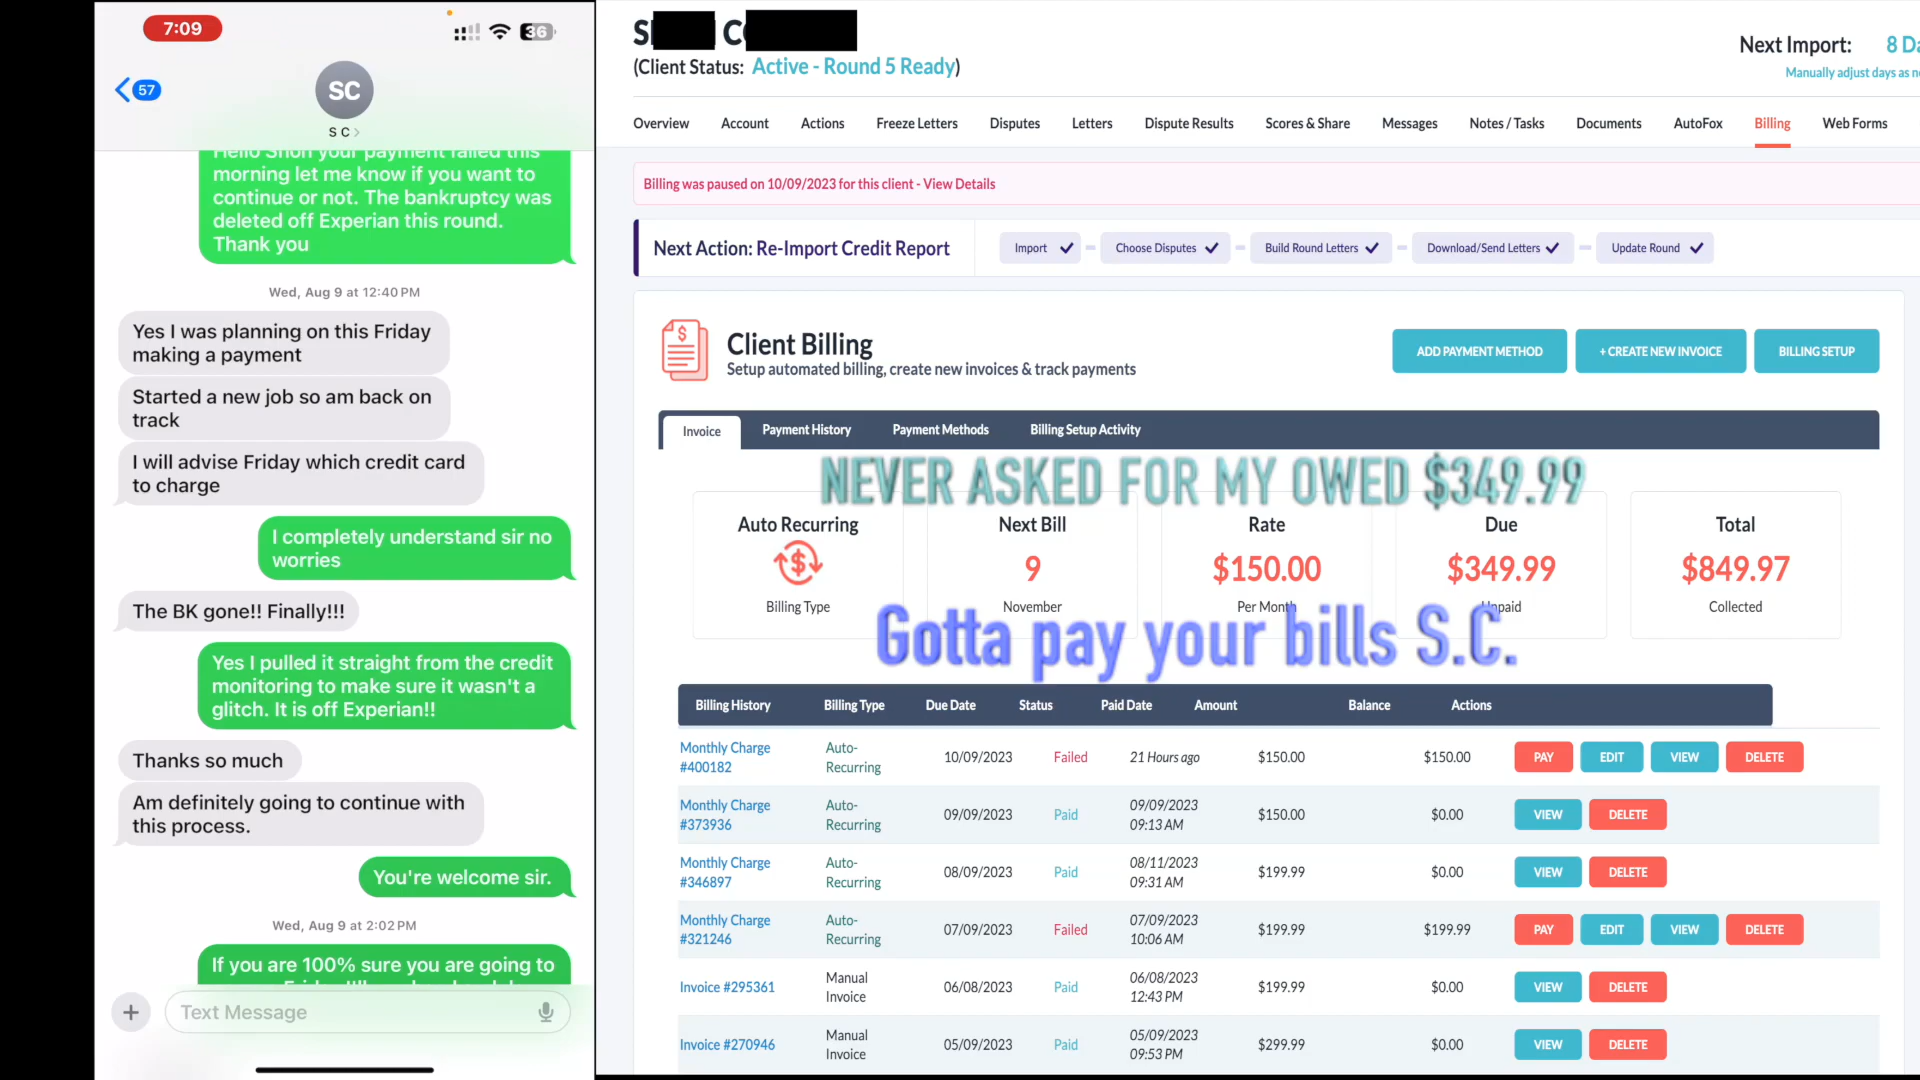 7:09
36
57
SC
S C
Hello Shon your payment failed this
morning let me know if you want to
continue or not. The bankruptcy was
deleted off Experian this round.
Thank you
Wed, Aug 9 at 12:40 PM
Yes I was planning on this Friday
making a payment
Started a new job so am back on
track
I will advise Friday which credit card
to charge
I completely understand sir no
worries
The BK gone!! Finally!!!
Yes I pulled it straight from the credit
monitoring to make sure it wasn't a
glitch. It is off Experian!!
Thanks so much
Am definitely going to continue with
this process.
You're welcome sir.
Wed, Aug 9 at 2:02 PM
If you are 100% sure you are going to
Text Message
S C
(Client Status: Active - Round 5 Ready)
Next Import: 8 Da
Manually adjust days as ne
Overview Account Actions Freeze Letters Disputes Letters Dispute Results Scores & Share Messages Notes / Tasks Documents AutoFox Billing Web Forms
Billing was paused on 10/09/2023 for this client - View Details
Next Action: Re-Import Credit Report Import Choose Disputes Build Round Letters Download/Send Letters Update Round
Client Billing
Setup automated billing, create new invoices & track payments
ADD PAYMENT METHOD + CREATE NEW INVOICE BILLING SETUP
Invoice Payment History Payment Methods Billing Setup Activity
NEVER ASKED FOR MY OWED $349.99
Auto Recurring Next Bill Rate Due Total
9 $150.00 $349.99 $849.97
Billing Type November Per Month Unpaid Collected
Gotta pay your bills S.C.
Billing History Billing Type Due Date Status Paid Date Amount Balance Actions
Monthly Charge #400182 Auto-Recurring 10/09/2023 Failed 21 Hours ago $150.00 $150.00 PAY EDIT VIEW DELETE
Monthly Charge #373936 Auto-Recurring 09/09/2023 Paid 09/09/2023 09:13 AM $150.00 $0.00 VIEW DELETE
Monthly Charge #346897 Auto-Recurring 08/09/2023 Paid 08/11/2023 09:31 AM $199.99 $0.00 VIEW DELETE
Monthly Charge #321246 Auto-Recurring 07/09/2023 Failed 07/09/2023 10:06 AM $199.99 $199.99 PAY EDIT VIEW DELETE
Invoice #295361 Manual Invoice 06/08/2023 Paid 06/08/2023 12:43 PM $199.99 $0.00 VIEW DELETE
Invoice #270946 Manual Invoice 05/09/2023 Paid 05/09/2023 09:53 PM $299.99 $0.00 VIEW DELETE